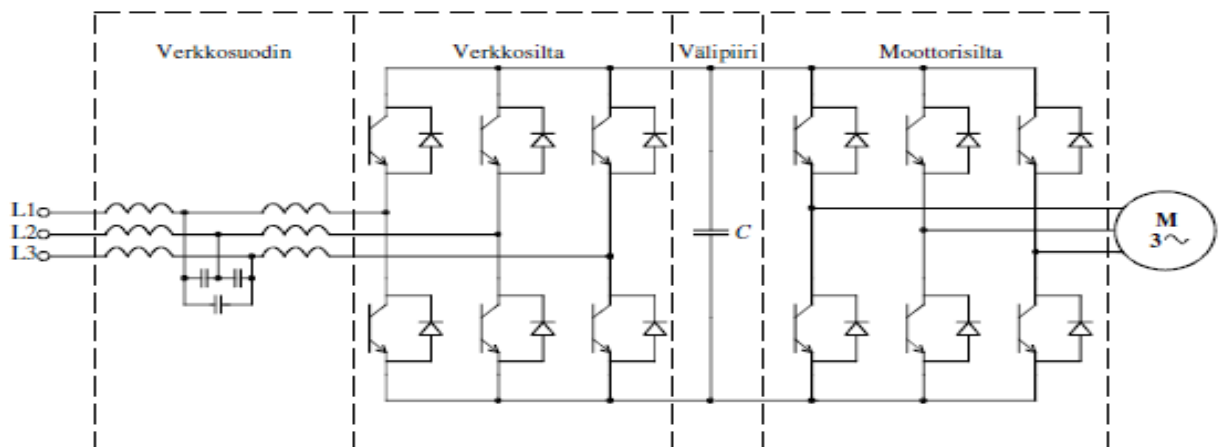 Verkkosuodin
Verkkosilta
Välipiiri
Moottorisilta
L1
L2
L3
C
M
3~